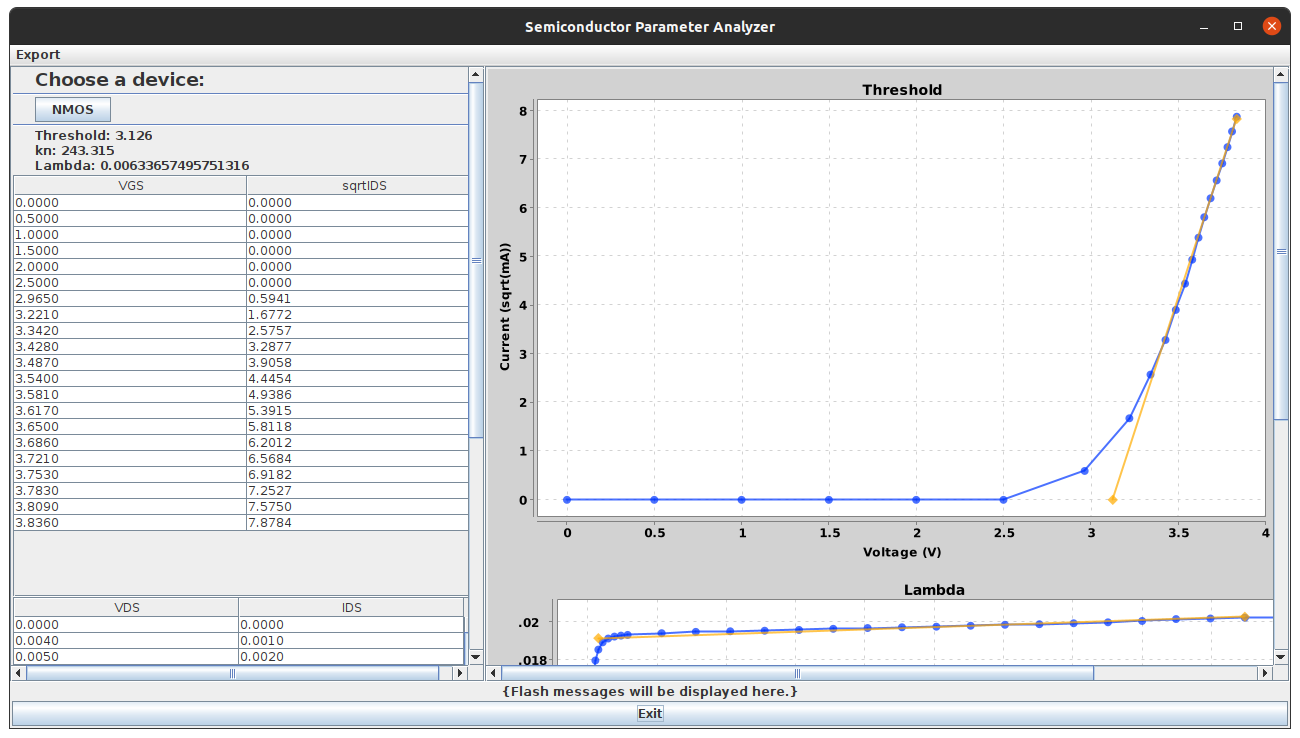 Semiconductor Parameter Analyzer
Export
Choose a device:
NMOS
Threshold: 3.126
kn: 243.315
Lambda: 0.00633657495751316
VGS sqrtIDS
0.0000 0.0000
0.5000 0.0000
1.0000 0.0000
1.5000 0.0000
2.0000 0.0000
2.5000 0.0000
2.9650 0.5941
3.2210 1.6772
3.3420 2.5757
3.4280 3.2877
3.4870 3.9058
3.5400 4.4454
3.5810 4.9386
3.6170 5.3915
3.6500 5.8118
3.6860 6.2012
3.7210 6.5684
3.7530 6.9182
3.7830 7.2527
3.8090 7.5750
3.8360 7.8784
VDS IDS
0.0000 0.0000
0.0040 0.0010
0.0050 0.0020
Threshold
Current (sqrt(mA))
8
7
6
5
4
3
2
1
0
0 0.5 1 1.5 2 2.5 3 3.5 4
Voltage (V)
Lambda
.02
.018
{Flash messages will be displayed here.}
Exit